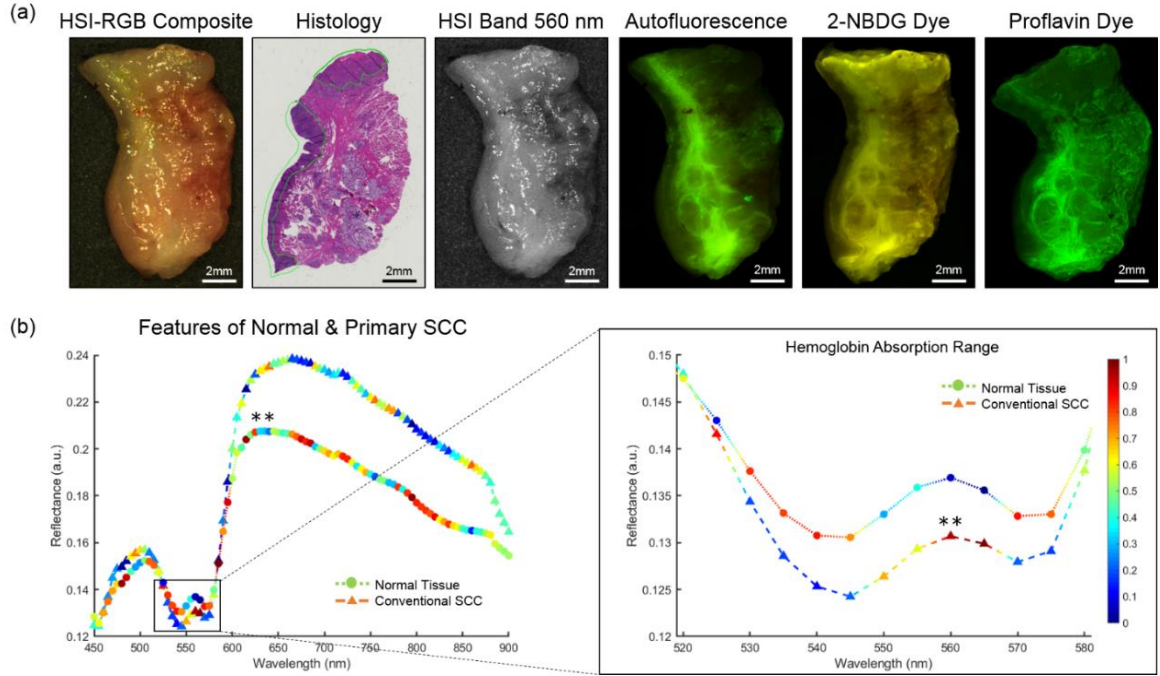 (a)
HSI-RGB Composite
Histology
HSI Band 560 nm
Autofluorescence
2-NBDG Dye
Proflavin Dye
2mm
2mm
2mm
2mm
2mm
2mm
(b)
Features of Normal & Primary SCC
0.24
0.22
0.2
0.18
0.16
0.14
0.12
Reflectance (a.u.)
**
Normal Tissue
Conventional SCC
450 500 550 600 650 700 750 800 850 900
Wavelength (nm)
Hemoglobin Absorption Range
0.15
0.145
0.14
0.135
0.13
0.125
0.12
Reflectance (a.u.)
Normal Tissue
Conventional SCC
**
520 530 540 550 560 570 580
Wavelength (nm)
1
0.9
0.8
0.7
0.6
0.5
0.4
0.3
0.2
0.1
0